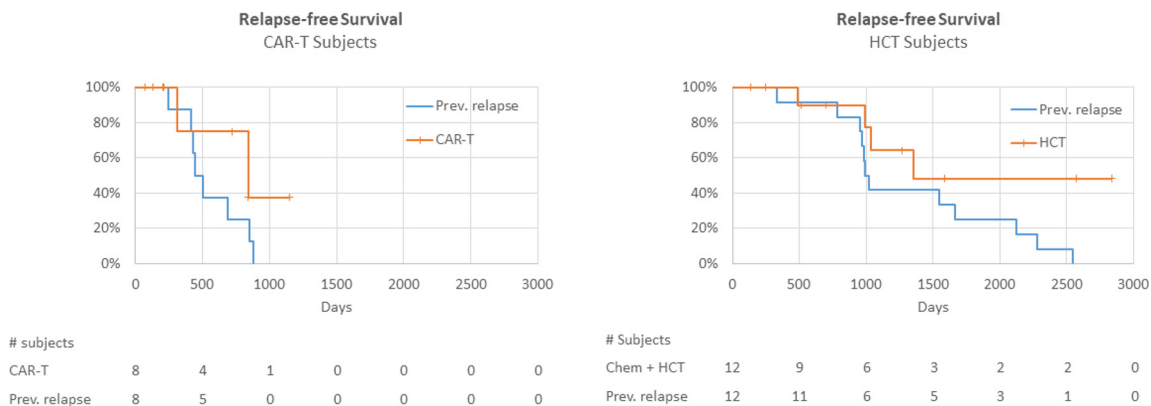 Relapse-free Survival
CAR-T Subjects
100%
80%
60%
40%
20%
0%
Prev. relapse
CAR-T
0 500 1000 1500 2000 2500 3000
Days
# subjects
CAR-T 8 4 1 0 0 0 0
Prev. relapse 8 5 0 0 0 0 0
Relapse-free Survival
HCT Subjects
100%
80%
60%
40%
20%
0%
Prev. relapse
HCT
0 500 1000 1500 2000 2500 3000
Days
# Subjects
Chem + HCT 12 9 6 3 2 2 0
Prev. relapse 12 11 6 5 3 1 0